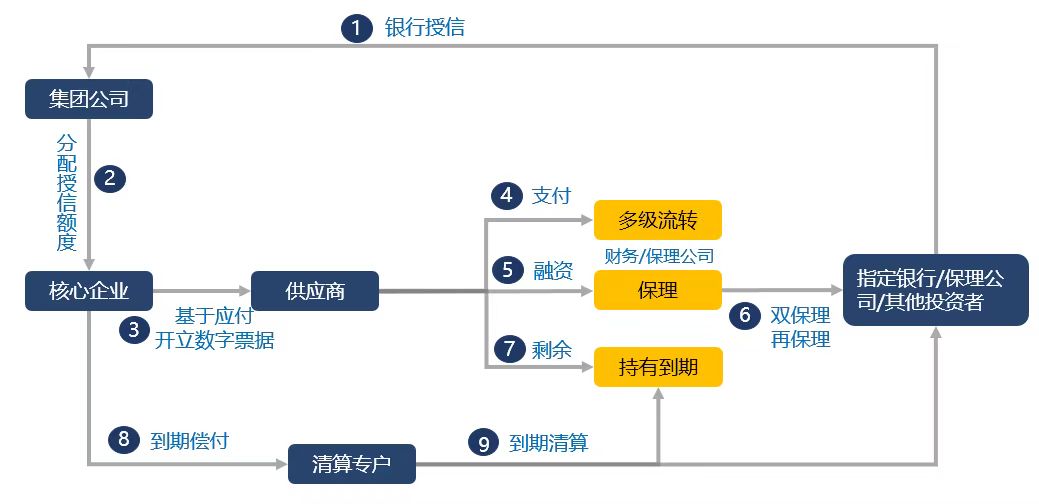 1 银行授信
集团公司
分配授信额度
2
4 支付
多级流转
财务/保理公司
核心企业
供应商
5 融资
保理
指定银行/保理公
司/其他投资者
3 基于应付
开立数字票据
6 双保理
再保理
7 剩余
持有到期
8 到期偿付
9 到期清算
清算专户